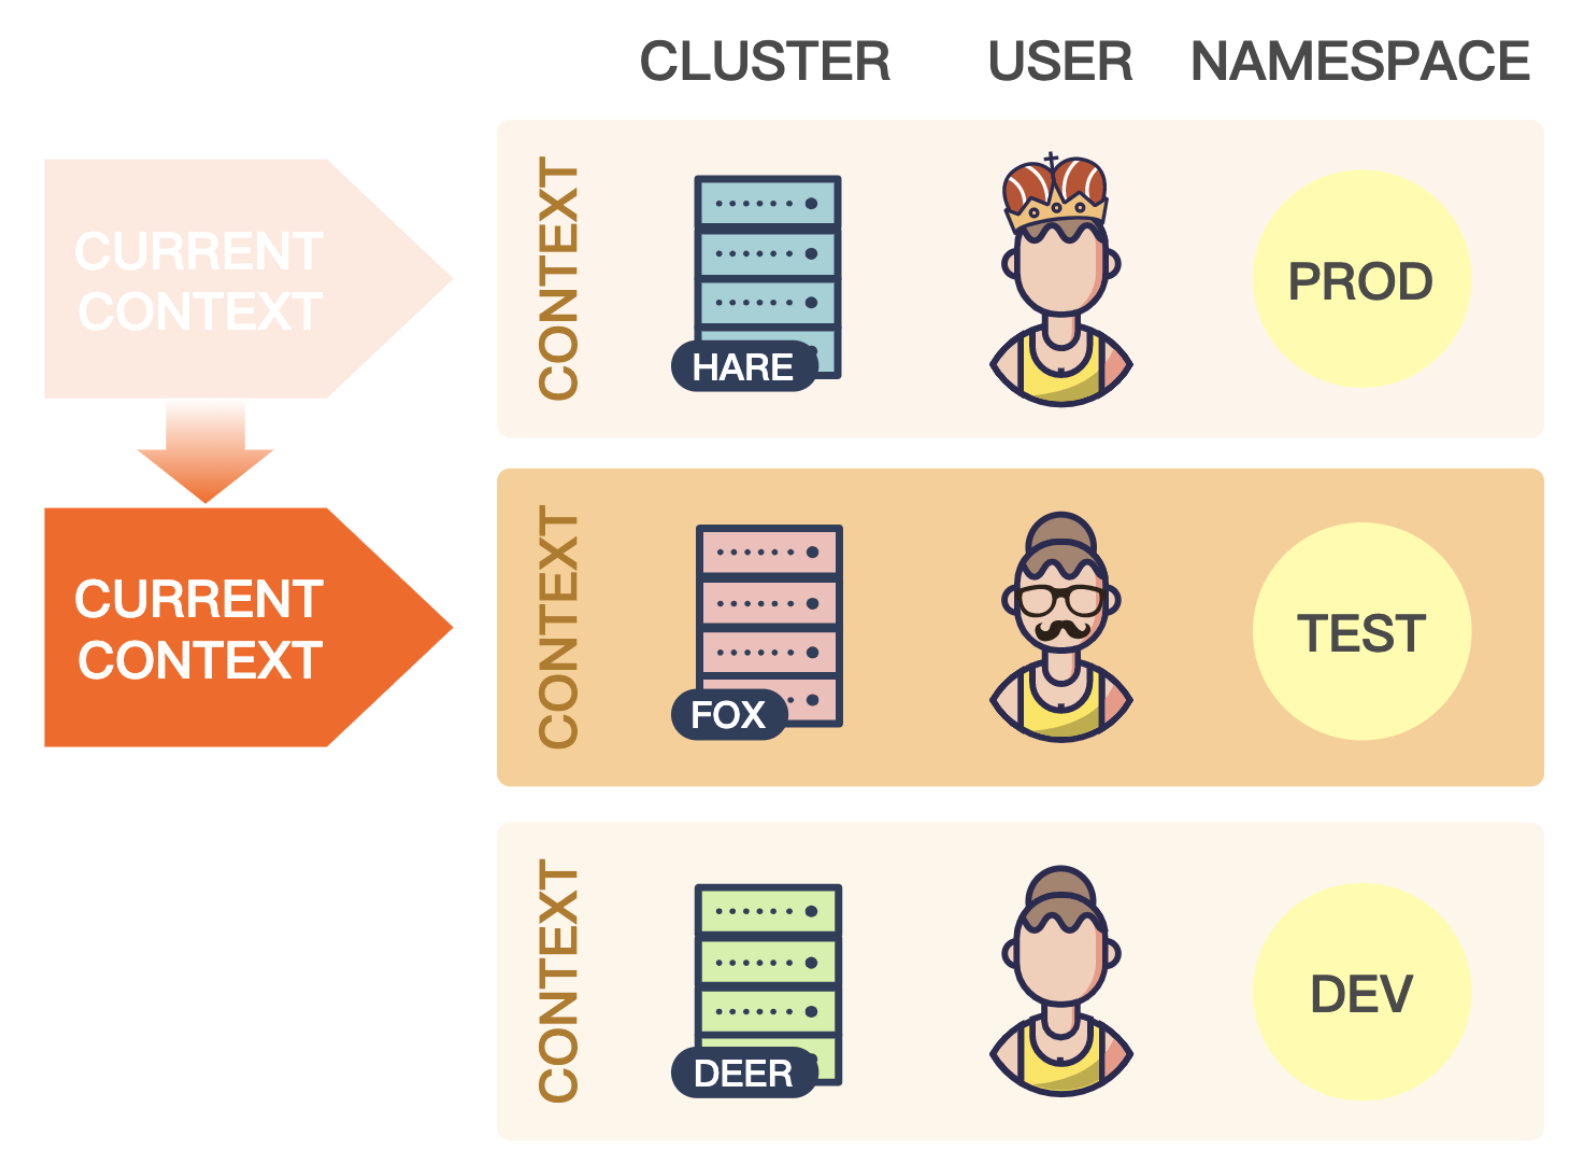 CLUSTER USER NAMESPACE
CURRENT
CONTEXT
CONTEXT
HARE
PROD
CURRENT
CONTEXT
CONTEXT
FOX
TEST
CONTEXT
DEER
DEV